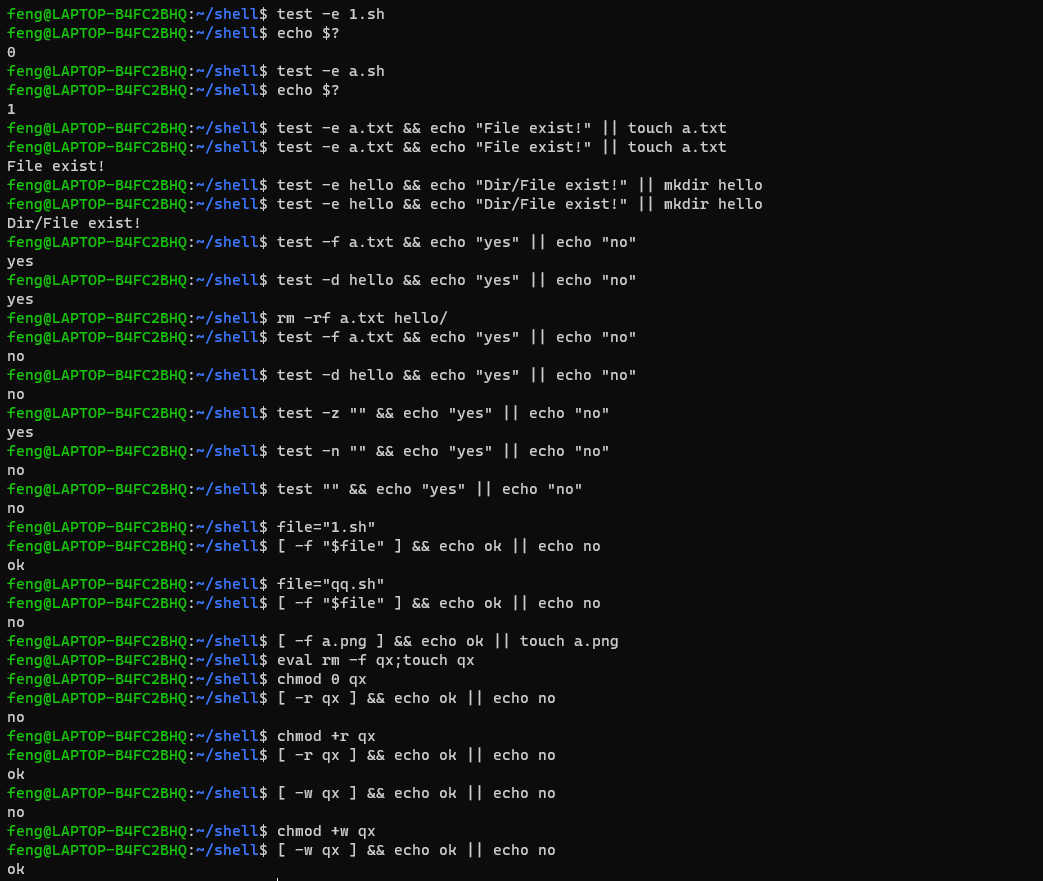 feng@LAPTOP-B4FC2BHQ:~/shell$ test -e 1.sh
feng@LAPTOP-B4FC2BHQ:~/shell$ echo $?
0
feng@LAPTOP-B4FC2BHQ:~/shell$ test -e a.sh
feng@LAPTOP-B4FC2BHQ:~/shell$ echo $?
1
feng@LAPTOP-B4FC2BHQ:~/shell$ test -e a.txt && echo "File exist!" || touch a.txt
feng@LAPTOP-B4FC2BHQ:~/shell$ test -e a.txt && echo "File exist!" || touch a.txt
File exist!
feng@LAPTOP-B4FC2BHQ:~/shell$ test -e hello && echo "Dir/File exist!" || mkdir hello
feng@LAPTOP-B4FC2BHQ:~/shell$ test -e hello && echo "Dir/File exist!" || mkdir hello
Dir/File exist!
feng@LAPTOP-B4FC2BHQ:~/shell$ test -f a.txt && echo "yes" || echo "no"
yes
feng@LAPTOP-B4FC2BHQ:~/shell$ test -d hello && echo "yes" || echo "no"
yes
feng@LAPTOP-B4FC2BHQ:~/shell$ rm -rf a.txt hello/
feng@LAPTOP-B4FC2BHQ:~/shell$ test -f a.txt && echo "yes" || echo "no"
no
feng@LAPTOP-B4FC2BHQ:~/shell$ test -d hello && echo "yes" || echo "no"
no
feng@LAPTOP-B4FC2BHQ:~/shell$ test -z "" && echo "yes" || echo "no"
yes
feng@LAPTOP-B4FC2BHQ:~/shell$ test -n "" && echo "yes" || echo "no"
no
feng@LAPTOP-B4FC2BHQ:~/shell$ test "" && echo "yes" || echo "no"
no
feng@LAPTOP-B4FC2BHQ:~/shell$ file="1.sh"
feng@LAPTOP-B4FC2BHQ:~/shell$ [ -f "$file" ] && echo ok || echo no
ok
feng@LAPTOP-B4FC2BHQ:~/shell$ file="qq.sh"
feng@LAPTOP-B4FC2BHQ:~/shell$ [ -f "$file" ] && echo ok || echo no
no
feng@LAPTOP-B4FC2BHQ:~/shell$ [ -f a.png ] && echo ok || touch a.png
feng@LAPTOP-B4FC2BHQ:~/shell$ eval rm -f qx;touch qx
feng@LAPTOP-B4FC2BHQ:~/shell$ chmod 0 qx
feng@LAPTOP-B4FC2BHQ:~/shell$ [ -r qx ] && echo ok || echo no
no
feng@LAPTOP-B4FC2BHQ:~/shell$ chmod +r qx
feng@LAPTOP-B4FC2BHQ:~/shell$ [ -r qx ] && echo ok || echo no
ok
feng@LAPTOP-B4FC2BHQ:~/shell$ [ -w qx ] && echo ok || echo no
no
feng@LAPTOP-B4FC2BHQ:~/shell$ chmod +w qx
feng@LAPTOP-B4FC2BHQ:~/shell$ [ -w qx ] && echo ok || echo no
ok